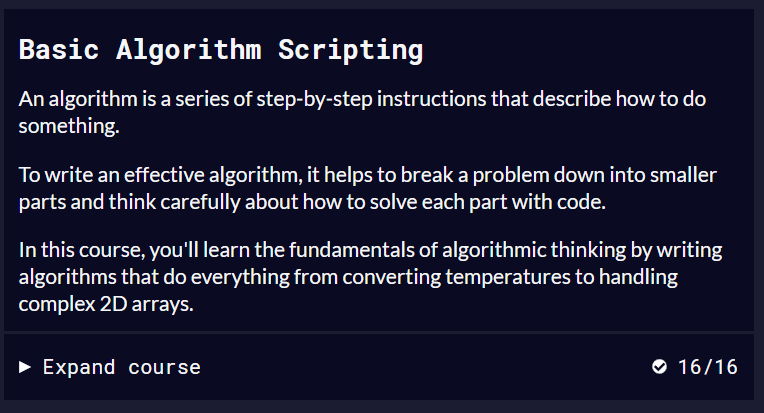 Basic Algorithm Scripting
An algorithm is a series of step-by-step instructions that describe how to do
something.
To write an effective algorithm, it helps to break a problem down into smaller
parts and think carefully about how to solve each part with code.
In this course, you'll learn the fundamentals of algorithmic thinking by writing
algorithms that do everything from converting temperatures to handling
complex 2D arrays.
Expand course 16/16